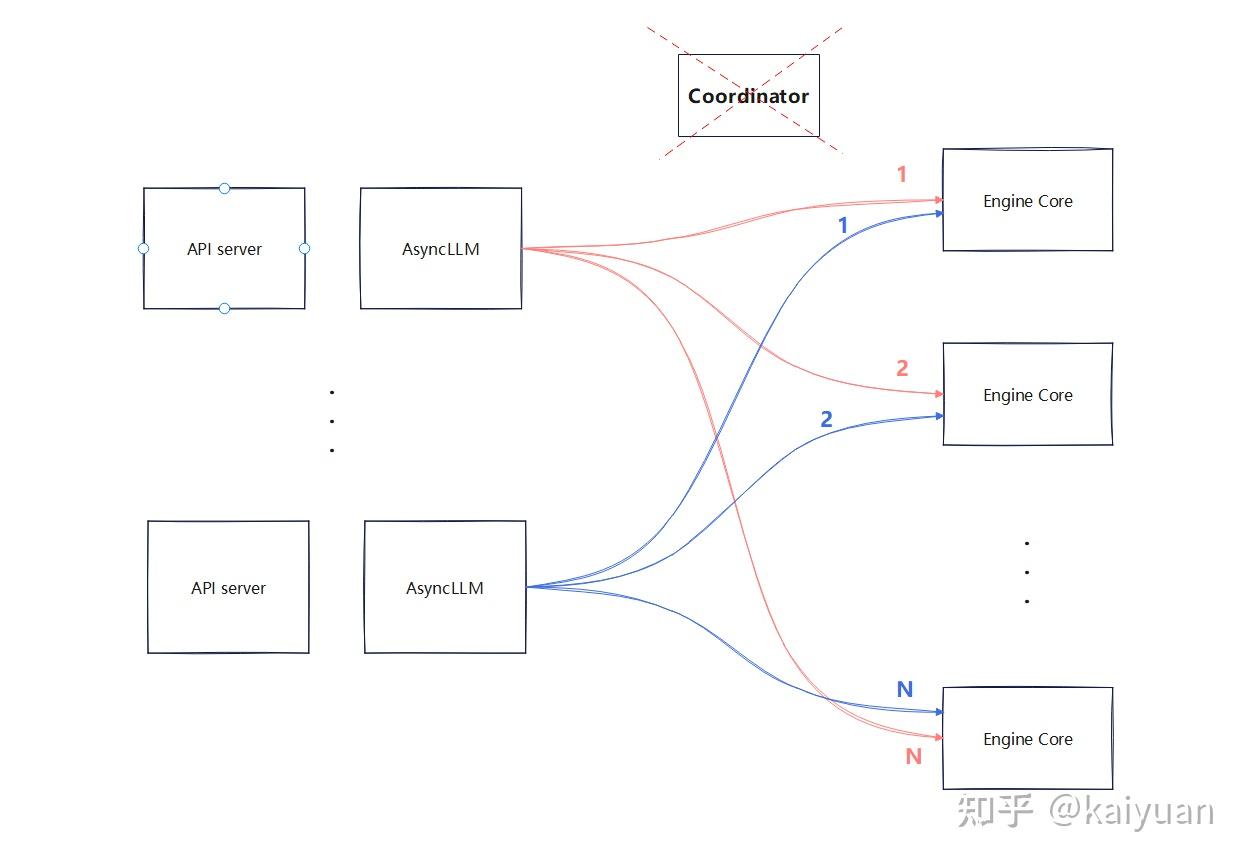 Coordinator
1
Engine Core
1
API server
AsyncLLM
2
Engine Core
2
API server
AsyncLLM
N
Engine Core
N
知乎 @kaiyuan